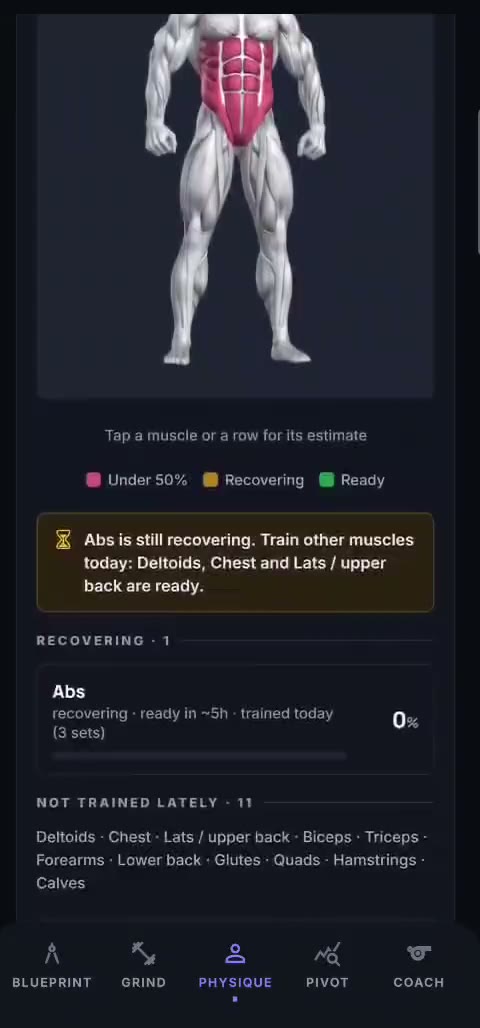 Tap a muscle or a row for its estimate
Under 50%
Recovering
Ready
Abs is still recovering. Train other muscles
today: Deltoids, Chest and Lats / upper
back are ready.
RECOVERING · 1
Abs
recovering · ready in ~5h · trained today
(3 sets)
0%
NOT TRAINED LATELY · 11
Deltoids · Chest · Lats / upper back · Biceps · Triceps ·
Forearms · Lower back · Glutes · Quads · Hamstrings ·
Calves
BLUEPRINT
GRIND
PHYSIQUE
PIVOT
COACH